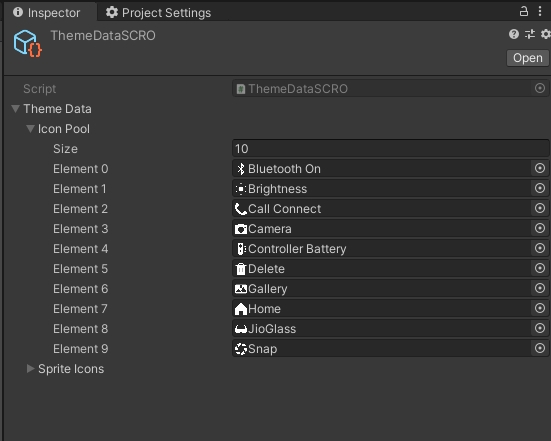 Inspector Project Settings
ThemeDataSCRO
Open
Script ThemeDataSCRO
Theme Data
Icon Pool
Size 10
Element 0 Bluetooth On
Element 1 Brightness
Element 2 Call Connect
Element 3 Camera
Element 4 Controller Battery
Element 5 Delete
Element 6 Gallery
Element 7 Home
Element 8 JioGlass
Element 9 Snap
Sprite Icons